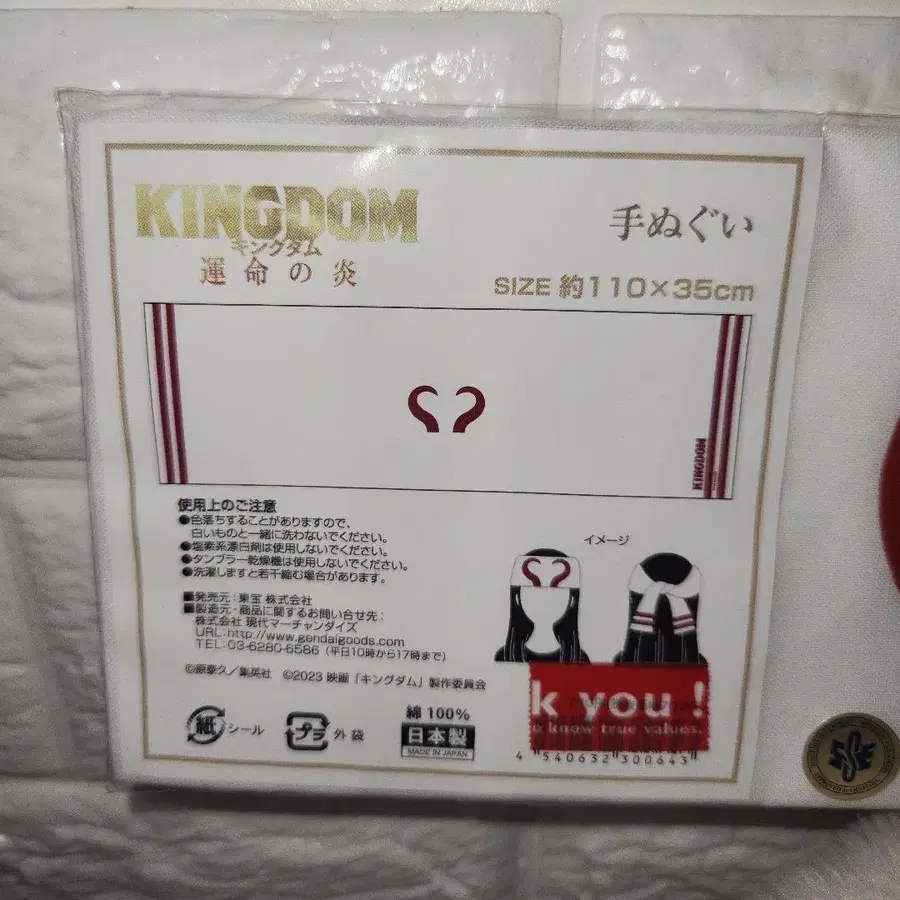 KINGDOM
キングダム
運命の炎
手ぬぐい
SIZE 約110×35cm
KINGDOM
使用上のご注意
●色落ちすることがありますので、
白いものと一緒に洗わないでください。
●塩素系漂白剤は使用しないでください。
●タンブラー乾燥機は使用しないでください。
●洗濯しますと若干縮む場合があります。
■発売元：東宝 株式会社
■製造元・商品に関するお問い合せ先：
株式会社 現代マーチャンダイズ
URL:http://www.gendaigoods.com
TEL.03-6280-6586（平日10時から17時まで）
©原泰久／集英社 ©2023 映画「キングダム」製作委員会
イメージ
紙 シール
プラ 外袋
綿 100%
日本製
MADE IN JAPAN
k you !
o know true values.
4 540632 300643